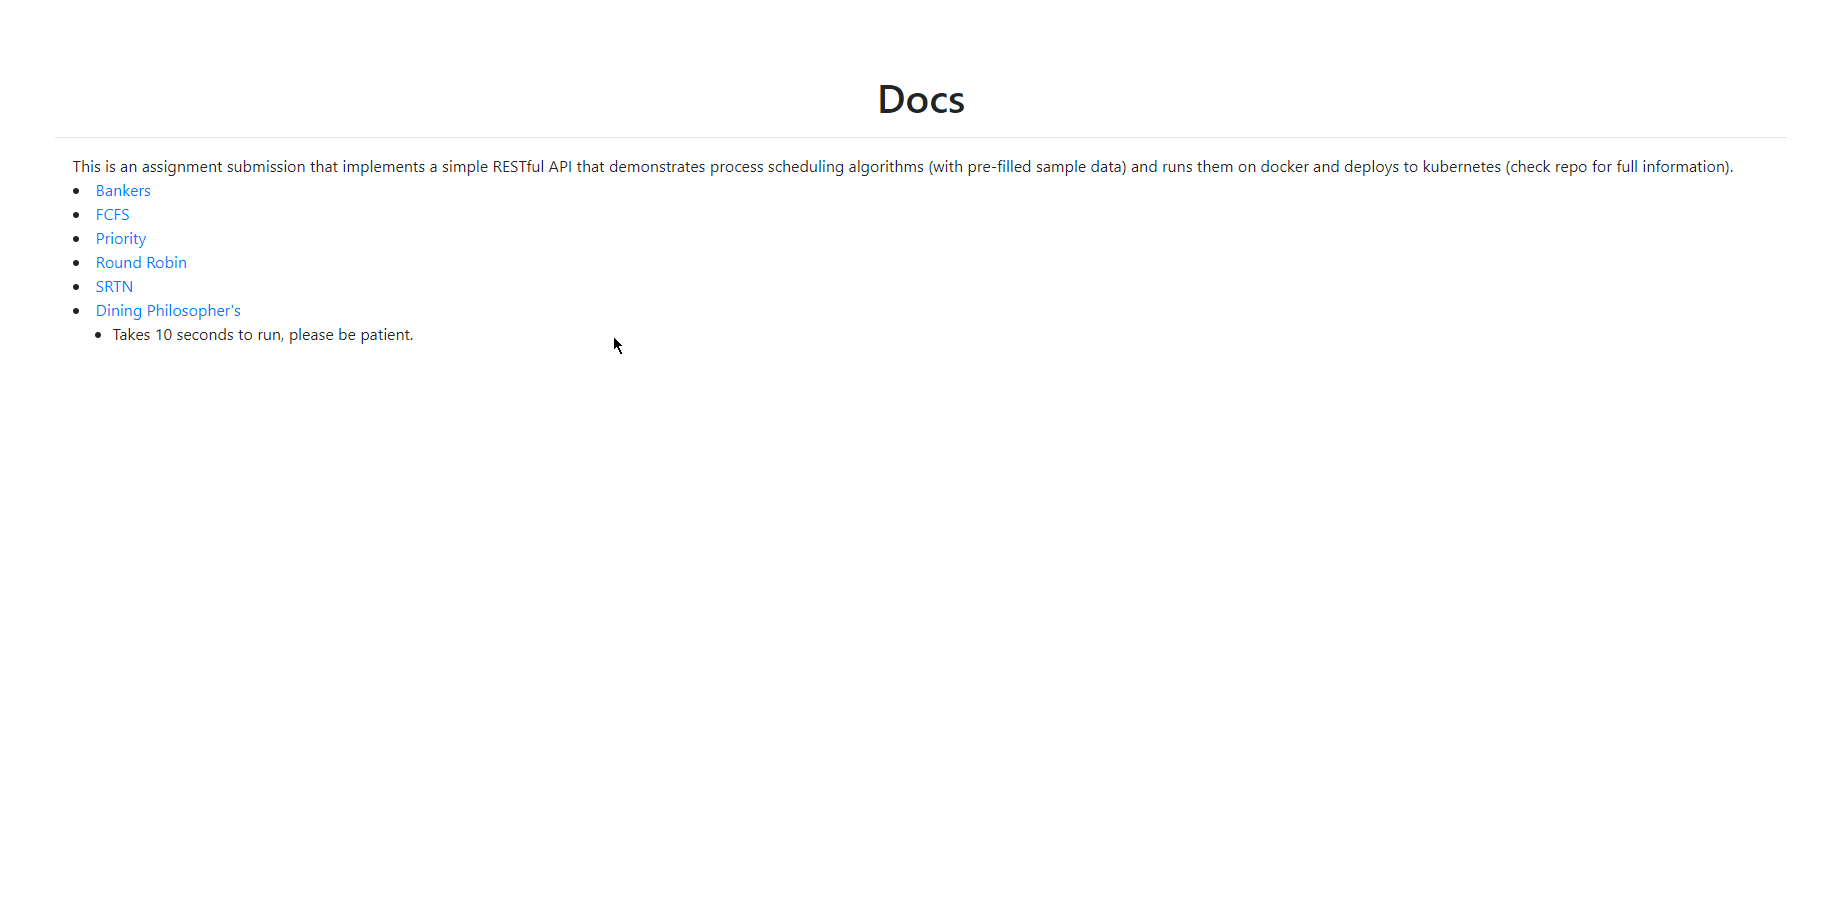 Docs
This is an assignment submission that implements a simple RESTful API that demonstrates process scheduling algorithms (with pre-filled sample data) and runs them on docker and deploys to kubernetes (check repo for full information).
Bankers
FCFS
Priority
Round Robin
SRTN
Dining Philosopher's
Takes 10 seconds to run, please be patient.